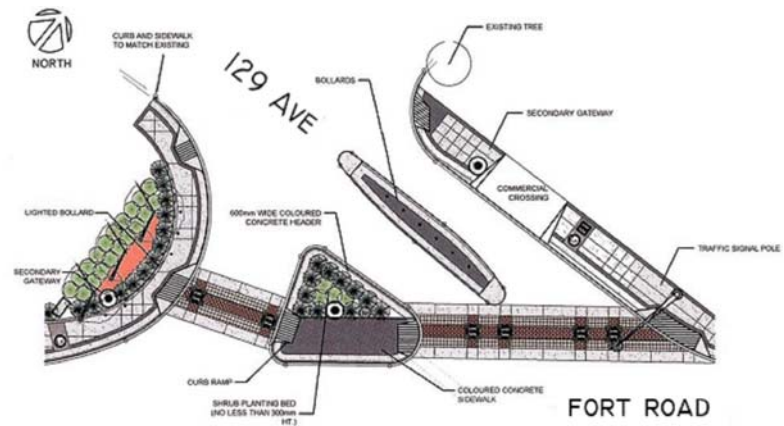 CURB AND SIDEWALK
TO MATCH EXISTING
EXISTING TREE
NORTH
129 AVE
BOLLARDS
SECONDARY GATEWAY
COMMERCIAL
CROSSING
LIGHTED BOLLARD
600mm WIDE COLOURED
CONCRETE HEADER
TRAFFIC SIGNAL POLE
SECONDARY
GATEWAY
CURB RAMP
SHRUB PLANTING BED
(NO LESS THAN 300mm
HT.)
COLOURED CONCRETE
SIDEWALK
FORT ROAD